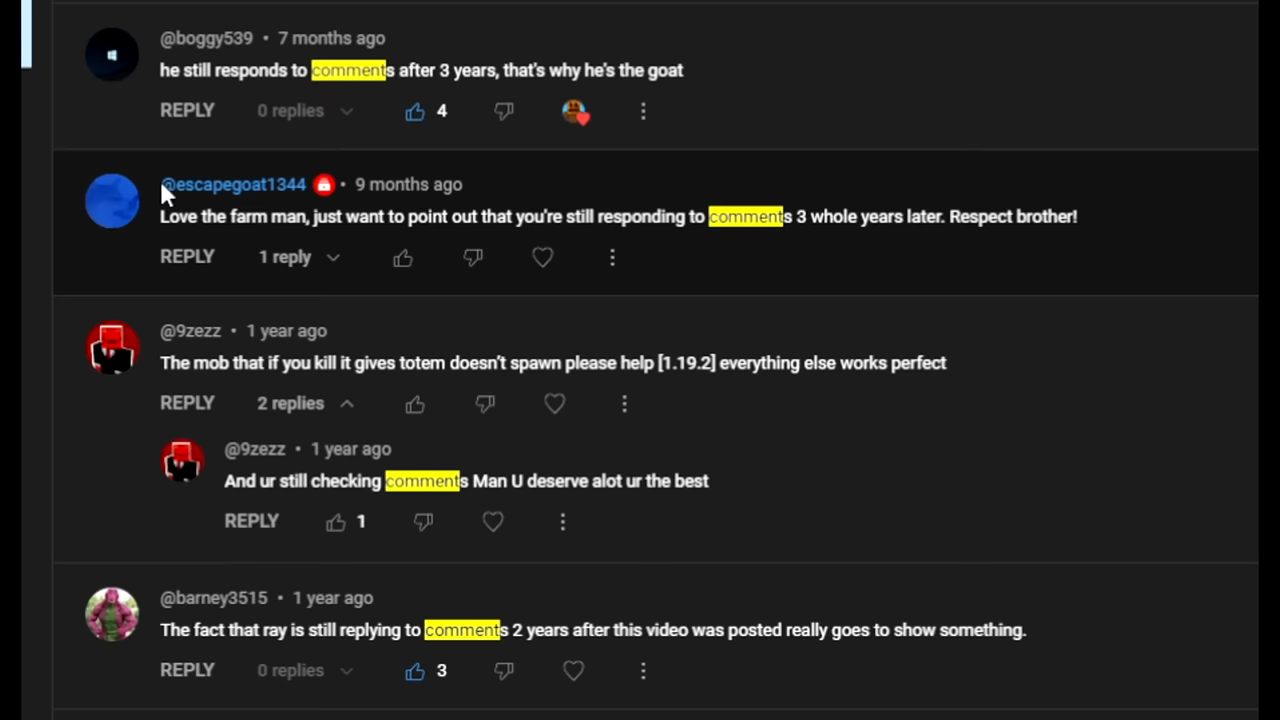 @boggy539 • 7 months ago
he still responds to comments after 3 years, that's why he's the goat
REPLY 0 replies 4
@escapegoat1344 • 9 months ago
Love the farm man, just want to point out that you're still responding to comments 3 whole years later. Respect brother!
REPLY 1 reply
@9zezz • 1 year ago
The mob that if you kill it gives totem doesn't spawn please help [1.19.2] everything else works perfect
REPLY 2 replies
@9zezz • 1 year ago
And ur still checking comments Man U deserve alot ur the best
REPLY 1
@barney3515 • 1 year ago
The fact that ray is still replying to comments 2 years after this video was posted really goes to show something.
REPLY 0 replies 3